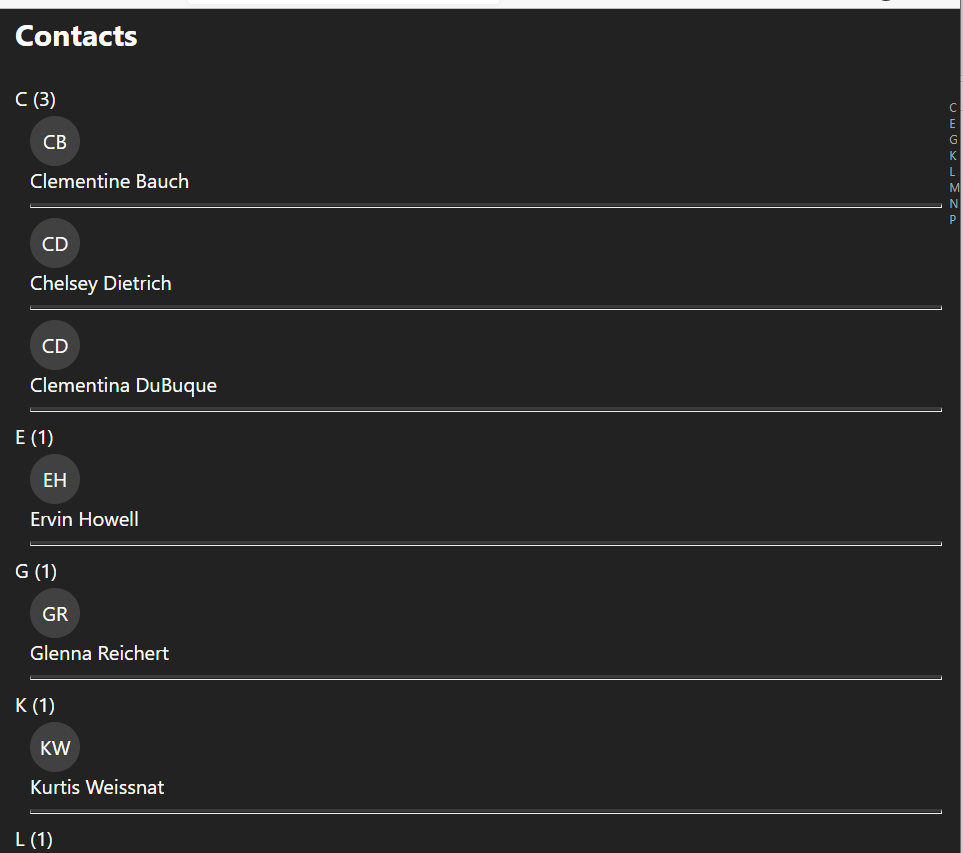 Contacts
C (3)
CB
Clementine Bauch
CD
Chelsey Dietrich
CD
Clementina DuBuque
E (1)
EH
Ervin Howell
G (1)
GR
Glenna Reichert
K (1)
KW
Kurtis Weissnat
L (1)
C
E
G
K
L
M
N
P